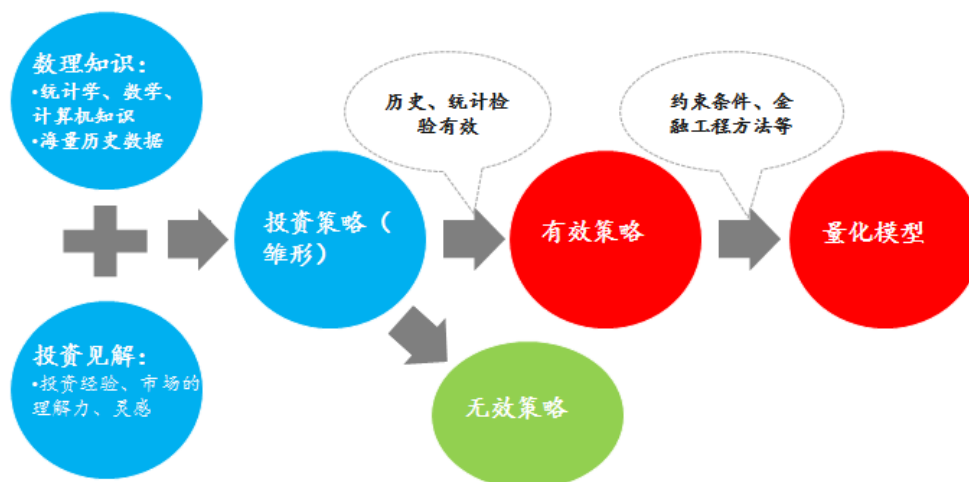 数理知识：
•统计学、数学、
计算机知识
•海量历史数据
历史、统计检
验有效
约束条件、金
融工程方法等
投资策略（
雏形）
有效策略
量化模型
投资见解：
•投资经验、市场的
理解力、灵感
无效策略